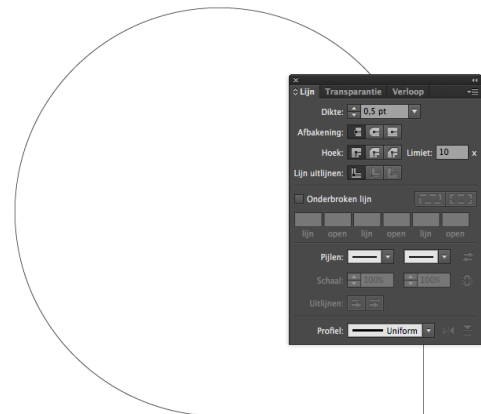 Lijn Transparantie Verloop
Dikte: 0,5 pt
Afbakening:
Hoek: Limiet: 10 x
Lijn uitlijnen:
Onderbroken lijn
lijn open lijn open lijn open
Pijlen:
Schaal: 100% 100%
Uitlijnen:
Profiel: Uniform